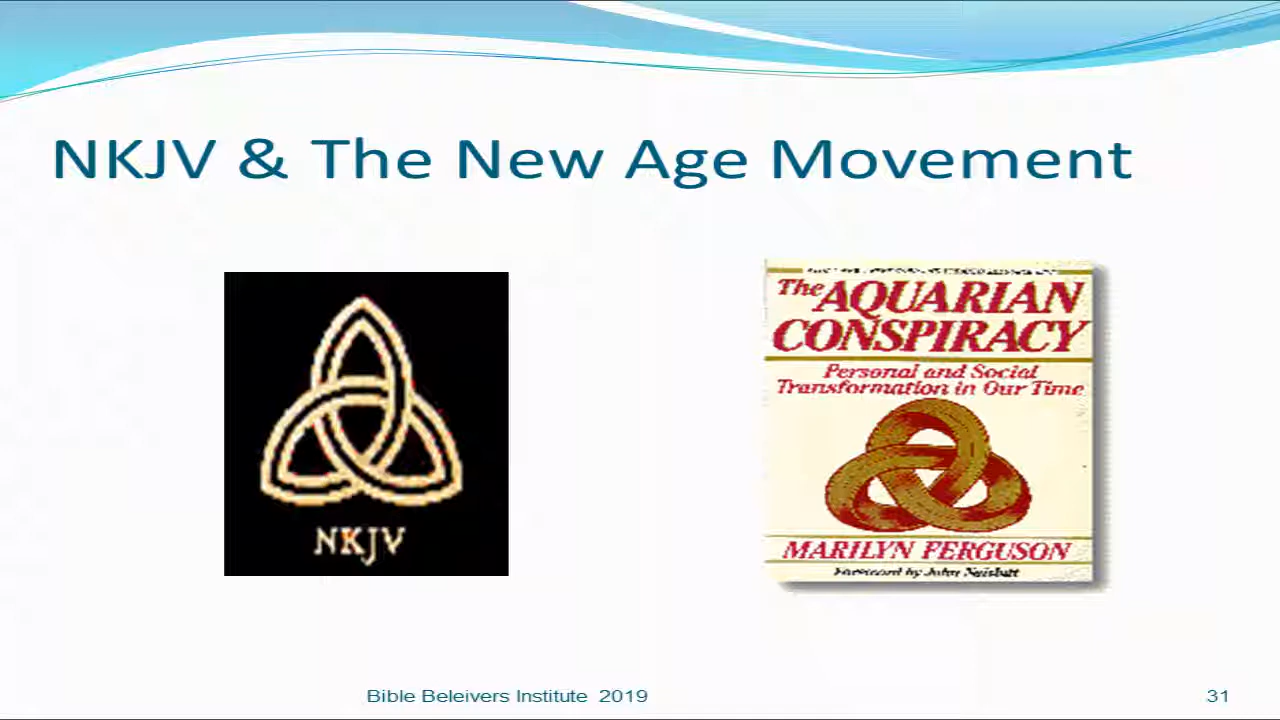 NKJV & The New Age Movement
NKJV
The AQUARIAN
CONSPIRACY
Personal and Social
Transformation in Our Time
MARILYN FERGUSON
Foreword by John Naisbitt
Bible Beleivers Institute 2019
31